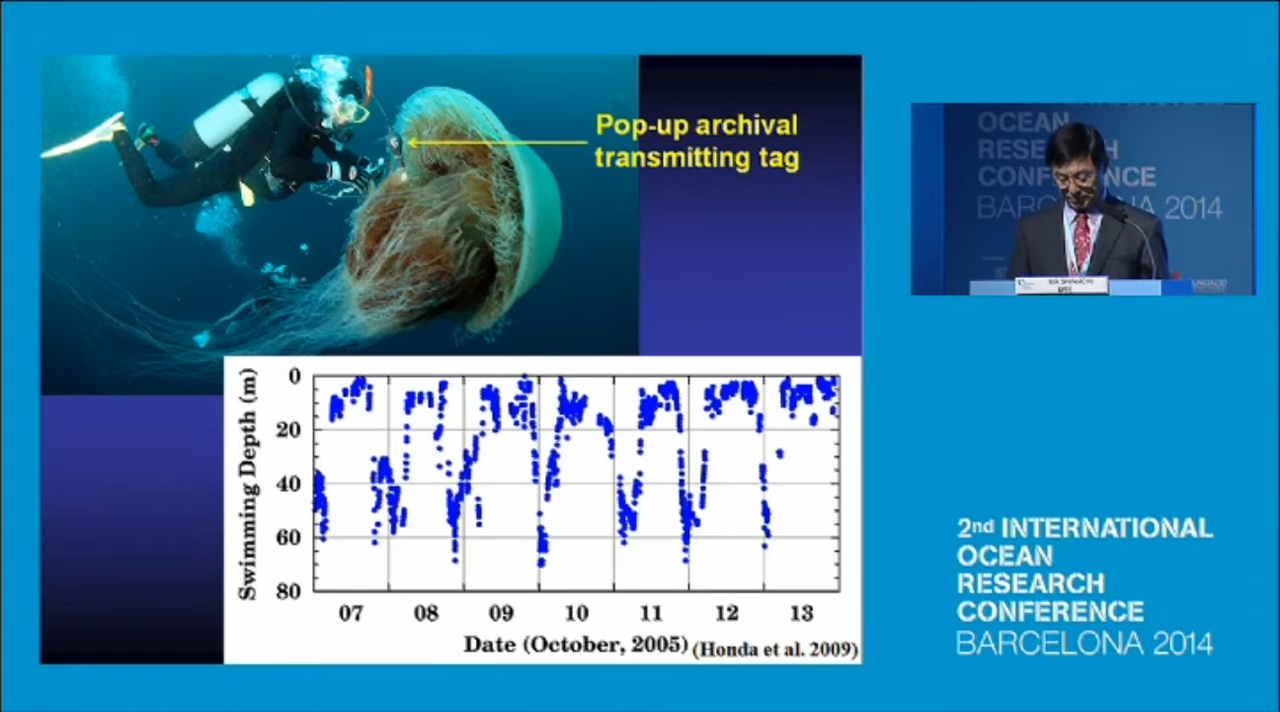 Pop-up archival
transmitting tag
Swimming Depth (m)
0
20
40
60
80
07 08 09 10 11 12 13
Date (October, 2005) (Honda et al. 2009)
OCEAN
RESEARCH
CONFERENCE
BARCELONA 2014
2nd INTERNATIONAL
OCEAN
RESEARCH
CONFERENCE
BARCELONA 2014